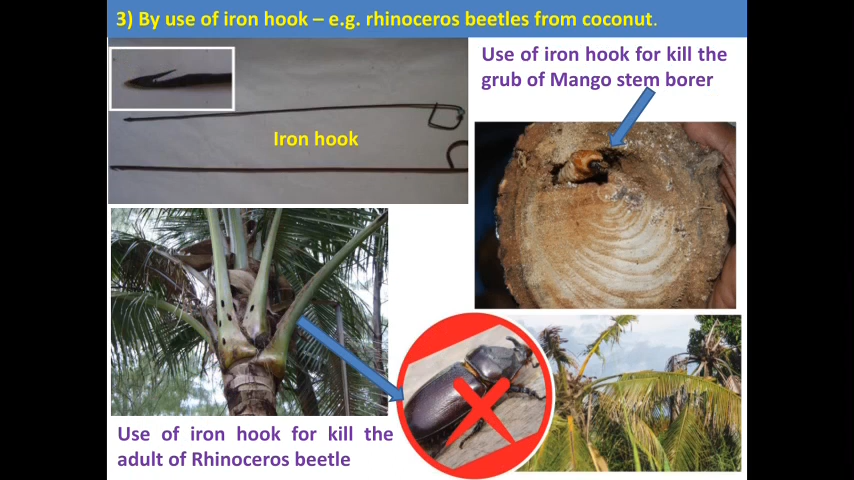 3) By use of iron hook – e.g. rhinoceros beetles from coconut.
Use of iron hook for kill the
grub of Mango stem borer
Iron hook
Use of iron hook for kill the
adult of Rhinoceros beetle